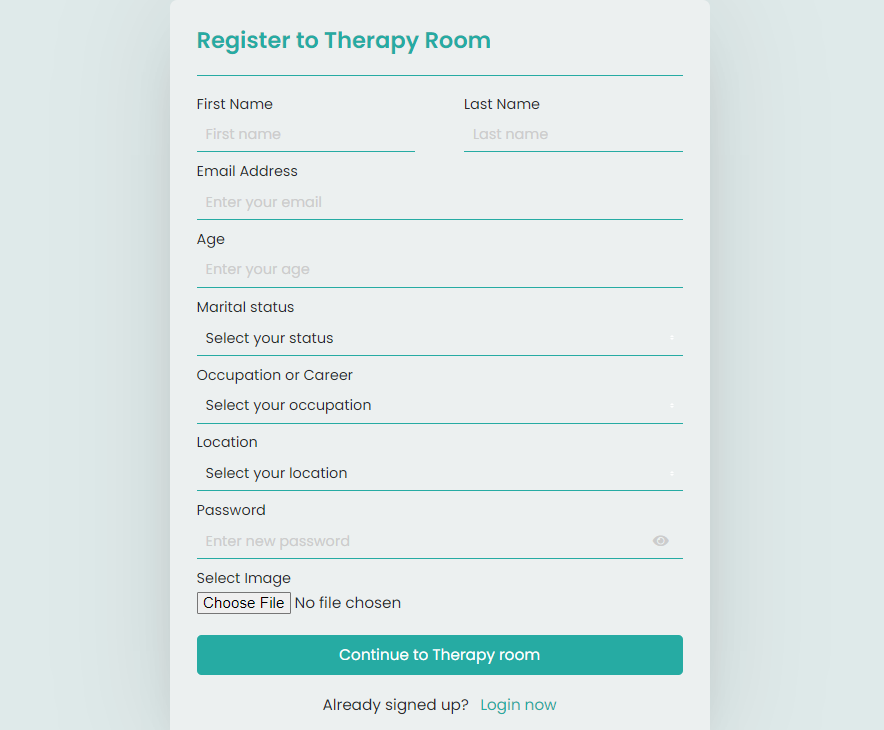 Register to Therapy Room
First Name Last Name
First name Last name
Email Address
Enter your email
Age
Enter your age
Marital status
Select your status
Occupation or Career
Select your occupation
Location
Select your location
Password
Enter new password
Select Image
Choose File No file chosen
Continue to Therapy room
Already signed up? Login now